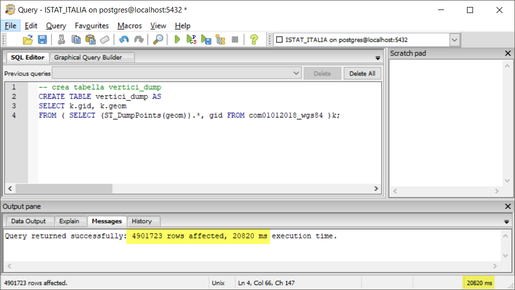 Query - ISTAT_ITALIA on postgres@localhost:5432 *
File Edit Query Favourites Macros View Help
ISTAT_ITALIA on postgres@localhost:5432
SQL Editor Graphical Query Builder
Scratch pad
Previous queries Delete Delete All
1 -- crea tabella vertici_dump
2 CREATE TABLE vertici_dump AS
3 SELECT k.gid, k.geom
4 FROM ( SELECT (ST_DumpPoints(geom)).*, gid FROM com01012018_wgs84 )k;
Output pane
Data Output Explain Messages History
Query returned successfully: 4901723 rows affected, 20820 ms execution time.
4901723 rows affected. Unix Ln 4, Col 66, Ch 147 20820 ms